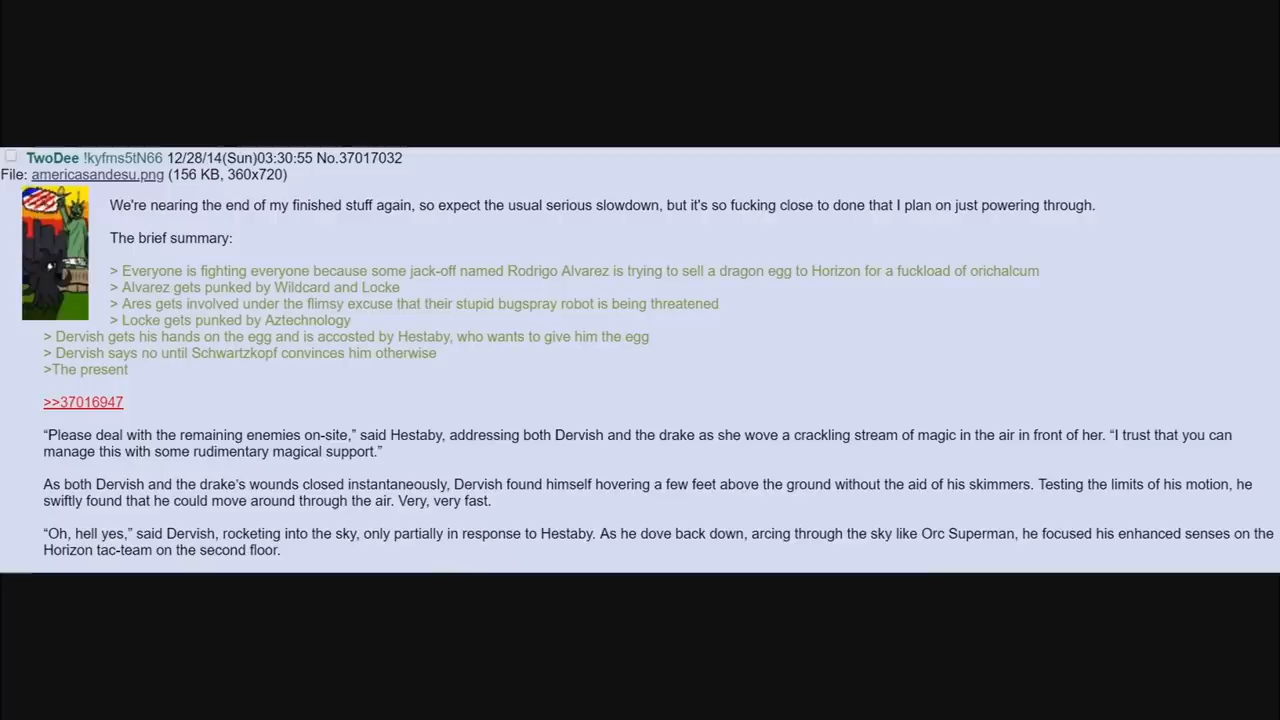 TwoDee !kyfms5tN66 12/28/14(Sun)03:30:55 No.37017032
File: americasandesu.png (156 KB, 360x720)
We're nearing the end of my finished stuff again, so expect the usual serious slowdown, but it's so fucking close to done that I plan on just powering through.
The brief summary:
> Everyone is fighting everyone because some jack-off named Rodrigo Alvarez is trying to sell a dragon egg to Horizon for a fuckload of orichalcum
> Alvarez gets punked by Wildcard and Locke
> Ares gets involved under the flimsy excuse that their stupid bugspray robot is being threatened
> Locke gets punked by Aztechnology
> Dervish gets his hands on the egg and is accosted by Hestaby, who wants to give him the egg
> Dervish says no until Schwartzkopf convinces him otherwise
>The present
>>37016947
“Please deal with the remaining enemies on-site,” said Hestaby, addressing both Dervish and the drake as she wove a crackling stream of magic in the air in front of her. “I trust that you can
manage this with some rudimentary magical support.”
As both Dervish and the drake’s wounds closed instantaneously, Dervish found himself hovering a few feet above the ground without the aid of his skimmers. Testing the limits of his motion, he
swiftly found that he could move around through the air. Very, very fast.
“Oh, hell yes,” said Dervish, rocketing into the sky, only partially in response to Hestaby. As he dove back down, arcing through the sky like Orc Superman, he focused his enhanced senses on the
Horizon tac-team on the second floor.